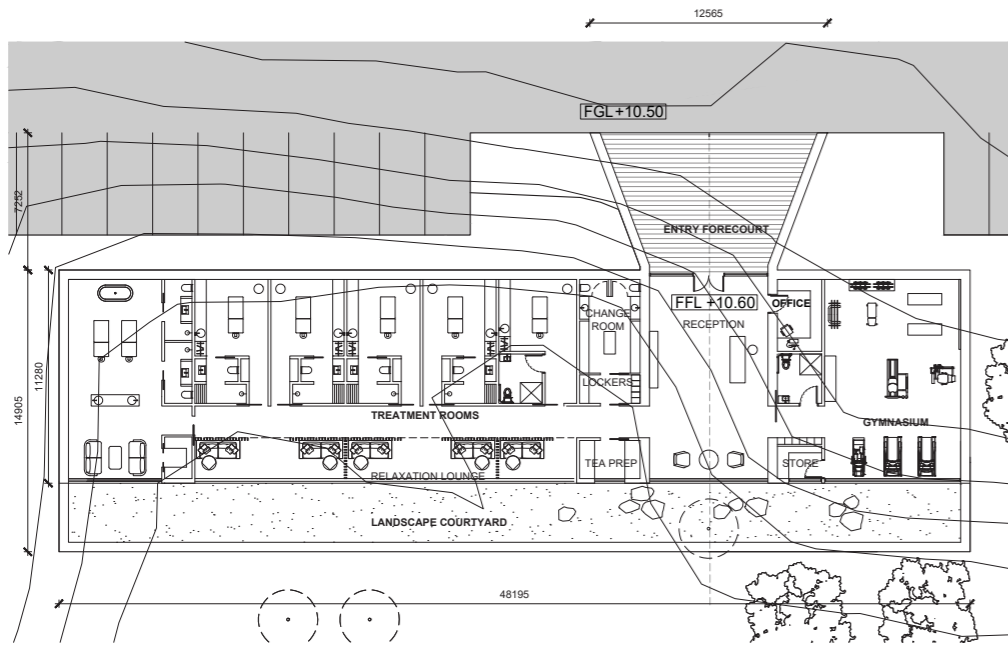 12565
FGL+10.50
7252
ENTRY FORECOURT
FFL +10.60
OFFICE
CHANGE
ROOM
RECEPTION
11280
14905
LOCKERS
TREATMENT ROOMS
GYMNASIUM
TEA PREP
STORE
RELAXATION LOUNGE
LANDSCAPE COURTYARD
48195